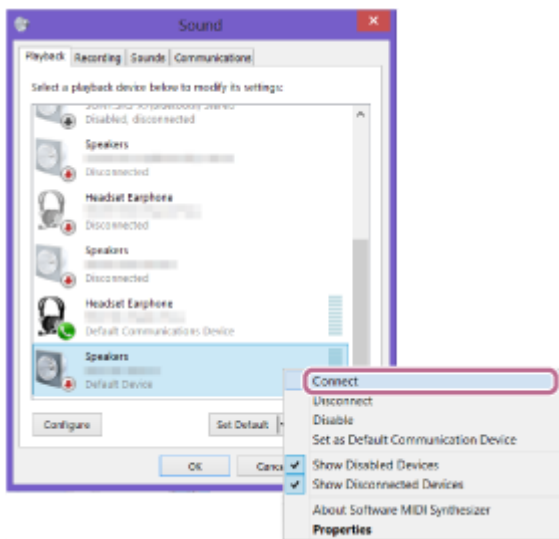 Sound
Playback Recording Sounds Communications
Select a playback device below to modify its settings:
Disabled, disconnected
Speakers
Disconnected
Headset Earphone
Disconnected
Speakers
Disconnected
Headset Earphone
Default Communications Device
Speakers
Default Device
Configure
Set Default
OK
Connect
Disconnect
Disable
Set as Default Communication Device
Show Disabled Devices
Show Disconnected Devices
About Software MIDI Synthesizer
Properties